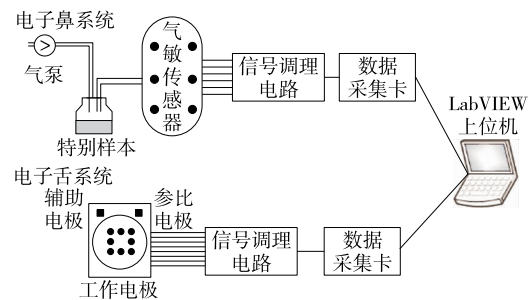 电子鼻系统
气泵
特别样本
气敏传感器
信号调理
电路
数据
采集卡
LabVIEW
上位机
电子舌系统
辅助
电极
参比
电极
工作电极
信号调理
电路
数据
采集卡